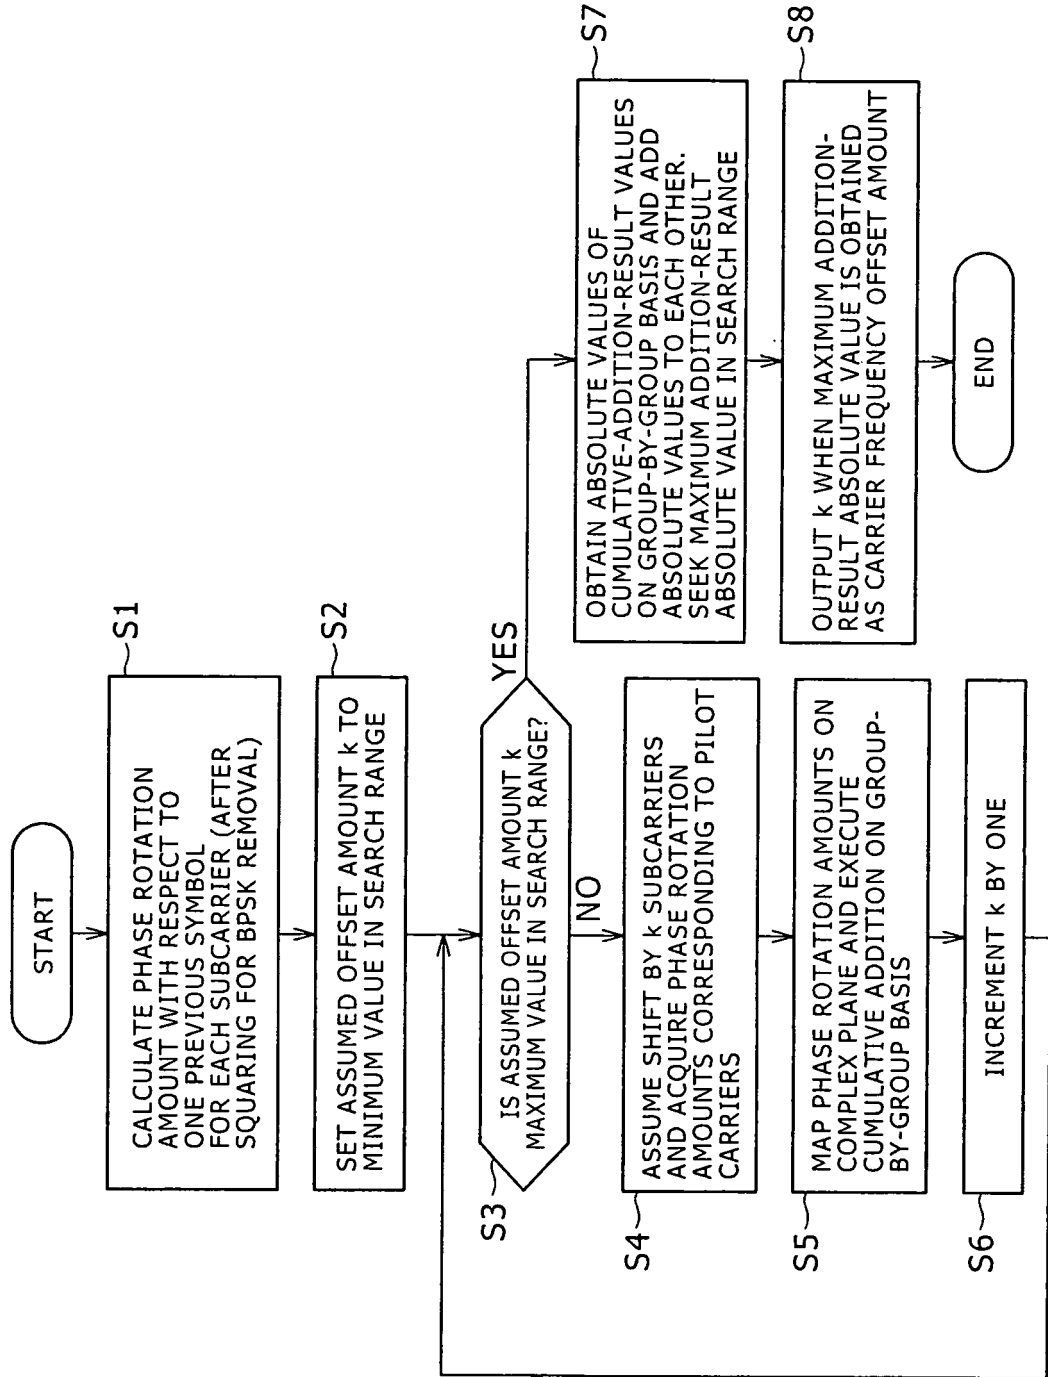 START
S1
CALCULATE PHASE ROTATION
AMOUNT WITH RESPECT TO
ONE PREVIOUS SYMBOL
FOR EACH SUBCARRIER (AFTER
SQUARING FOR BPSK REMOVAL)
S2
SET ASSUMED OFFSET AMOUNT k TO
MINIMUM VALUE IN SEARCH RANGE
S3
IS ASSUMED OFFSET AMOUNT k
MAXIMUM VALUE IN SEARCH RANGE?
YES
NO
S4
ASSUME SHIFT BY k SUBCARRIERS
AND ACQUIRE PHASE ROTATION
AMOUNTS CORRESPONDING TO PILOT
CARRIERS
S5
MAP PHASE ROTATION AMOUNTS ON
COMPLEX PLANE AND EXECUTE
CUMULATIVE ADDITION ON GROUP-
BY-GROUP BASIS
S6
INCREMENT k BY ONE
S7
OBTAIN ABSOLUTE VALUES OF
CUMULATIVE-ADDITION-RESULT VALUES
ON GROUP-BY-GROUP BASIS AND ADD
ABSOLUTE VALUES TO EACH OTHER.
SEEK MAXIMUM ADDITION-RESULT
ABSOLUTE VALUE IN SEARCH RANGE
S8
OUTPUT k WHEN MAXIMUM ADDITION-
RESULT ABSOLUTE VALUE IS OBTAINED
AS CARRIER FREQUENCY OFFSET AMOUNT
END